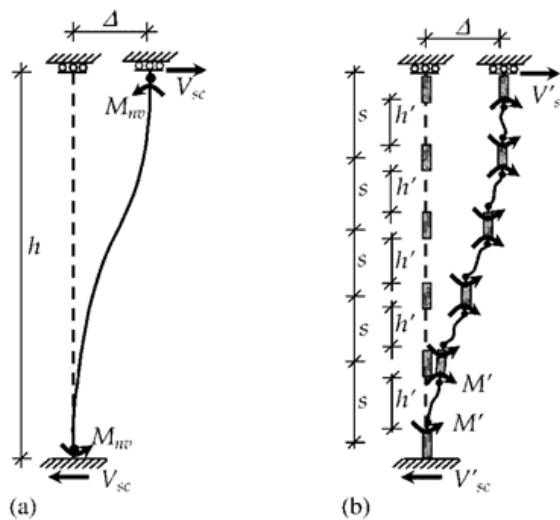 Δ
V_sc
M_nv
h
M_nv
V_sc
(a)
Δ
V'_s
s
h'
s
h'
s
h'
s
h'
s
h'
M'
M'
V'_sc
(b)